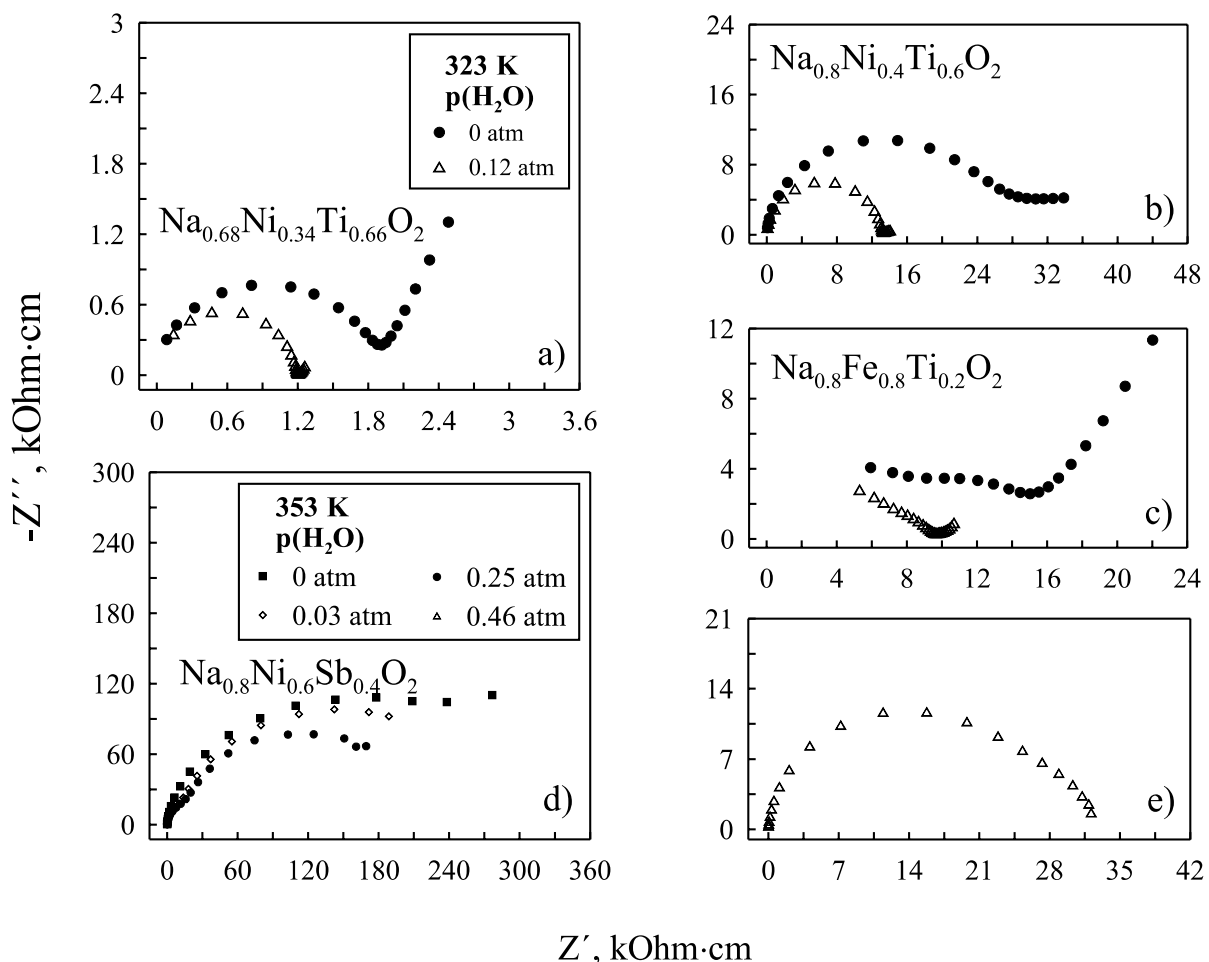 3
2.4
1.8
1.2
0.6
0
323 K
p(H₂O)
0 atm
0.12 atm
Na₀.₆₈Ni₀.₃₄Ti₀.₆₆O₂
a)
0 0.6 1.2 1.8 2.4 3 3.6
24
16
8
0
Na₀.₈Ni₀.₄Ti₀.₆O₂
b)
0 8 16 24 32 40 48
12
8
4
0
Na₀.₈Fe₀.₈Ti₀.₂O₂
c)
0 4 8 12 16 20 24
-Z´´, kOhm·cm
300
240
180
120
60
0
353 K
p(H₂O)
0 atm 0.25 atm
0.03 atm 0.46 atm
Na₀.₈Ni₀.₆Sb₀.₄O₂
d)
0 60 120 180 240 300 360
21
14
7
0
e)
0 7 14 21 28 35 42
Z´, kOhm·cm